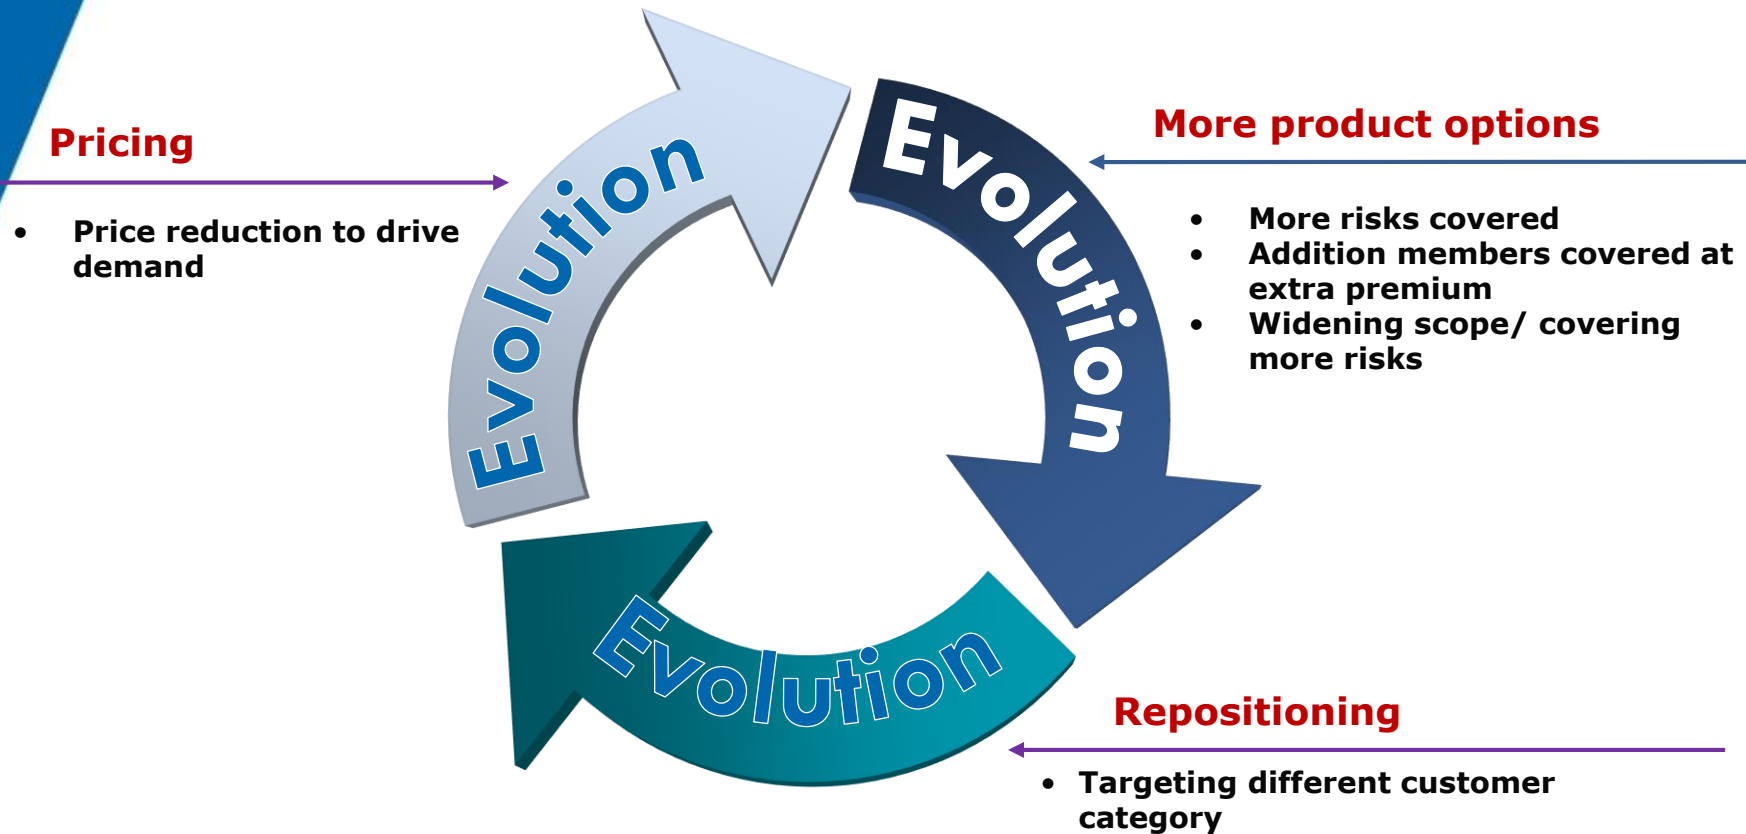 Pricing
• Price reduction to drive
demand
Evolution
Evolution
More product options
• More risks covered
• Addition members covered at
extra premium
• Widening scope/ covering
more risks
Evolution
Repositioning
• Targeting different customer
category